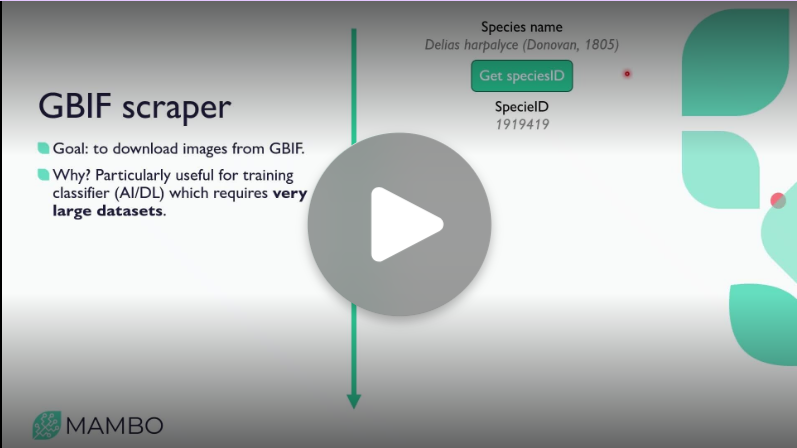 GBIF scraper
Goal: to download images from GBIF.
Why? Particularly useful for training
classifier (AI/DL) which requires very
large datasets.
Species name
Delias harpalyce (Donovan, 1805)
Get speciesID
SpecieID
1919419
MAMBO